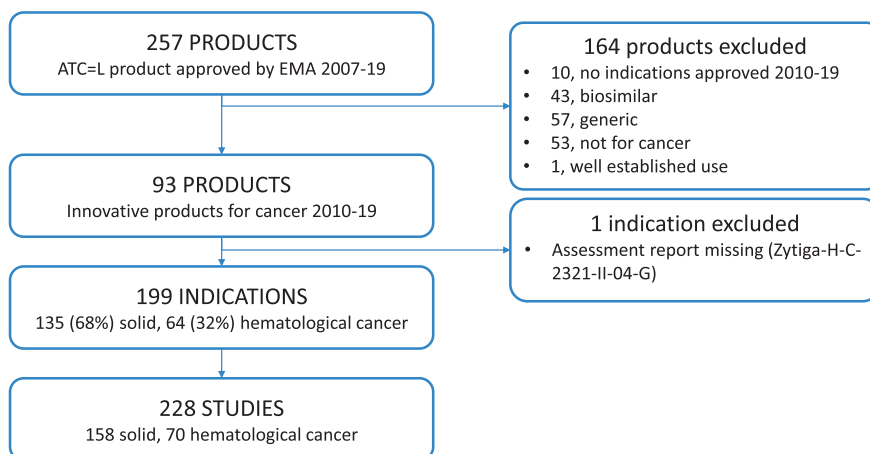 257 PRODUCTS
ATC=L product approved by EMA 2007-19
164 products excluded
• 10, no indications approved 2010-19
• 43, biosimilar
• 57, generic
• 53, not for cancer
• 1, well established use
93 PRODUCTS
Innovative products for cancer 2010-19
1 indication excluded
• Assessment report missing (Zytiga-H-C-
2321-II-04-G)
199 INDICATIONS
135 (68%) solid, 64 (32%) hematological cancer
228 STUDIES
158 solid, 70 hematological cancer